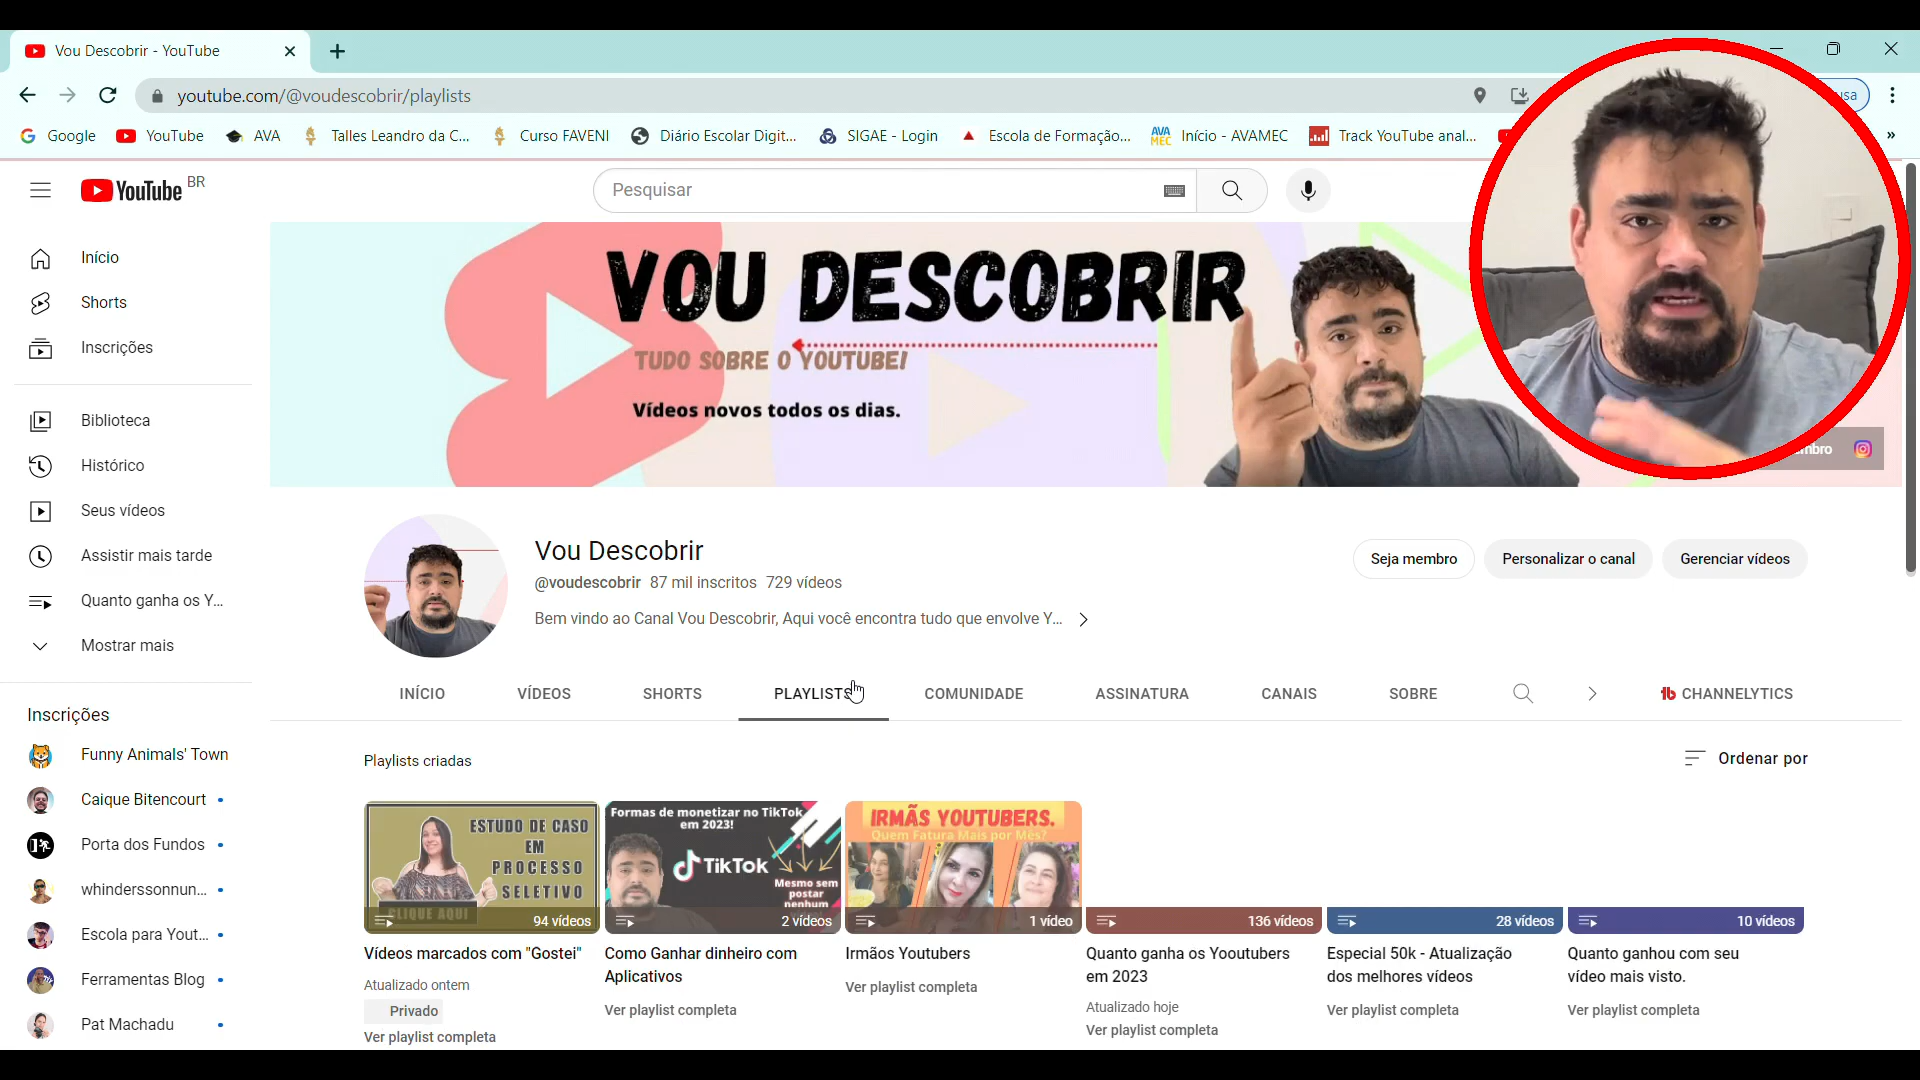 Vou Descobrir - YouTube
youtube.com/@voudescobrir/playlists
usa
Google
YouTube
AVA
Talles Leandro da C...
Curso FAVENI
Diário Escolar Digit...
SIGAE - Login
Escola de Formação...
AVA MEC
Início - AVAMEC
Track YouTube anal...
»
YouTube BR
Pesquisar
Início
Shorts
Inscrições
Biblioteca
Histórico
Seus vídeos
Assistir mais tarde
Quanto ganha os Y...
Mostrar mais
Inscrições
Funny Animals' Town
Caique Bitencourt
Porta dos Fundos
whinderssonnun...
Escola para Yout...
Ferramentas Blog
Pat Machadu
VOU DESCOBRIR
TUDO SOBRE O YOUTUBE!
Vídeos novos todos os dias.
mbro
Vou Descobrir
@voudescobrir 87 mil inscritos 729 vídeos
Bem vindo ao Canal Vou Descobrir, Aqui você encontra tudo que envolve Y...
Seja membro
Personalizar o canal
Gerenciar vídeos
INÍCIO
VÍDEOS
SHORTS
PLAYLISTS
COMUNIDADE
ASSINATURA
CANAIS
SOBRE
CHANNELYTICS
Playlists criadas
Ordenar por
ESTUDO DE CASO
EM
PROCESSO
SELETIVO
CLIQUE AQUI
94 vídeos
Vídeos marcados com "Gostei"
Atualizado ontem
Privado
Ver playlist completa
Formas de monetizar no TikTok
em 2023!
TikTok
Mesmo sem
postar
nenhum
2 vídeos
Como Ganhar dinheiro com
Aplicativos
Ver playlist completa
IRMÃS YOUTUBERS.
Quem Fatura Mais por Mês?
1 vídeo
Irmãos Youtubers
Ver playlist completa
136 vídeos
Quanto ganha os Yooutubers
em 2023
Atualizado hoje
Ver playlist completa
28 vídeos
Especial 50k - Atualização
dos melhores vídeos
Ver playlist completa
10 vídeos
Quanto ganhou com seu
vídeo mais visto.
Ver playlist completa